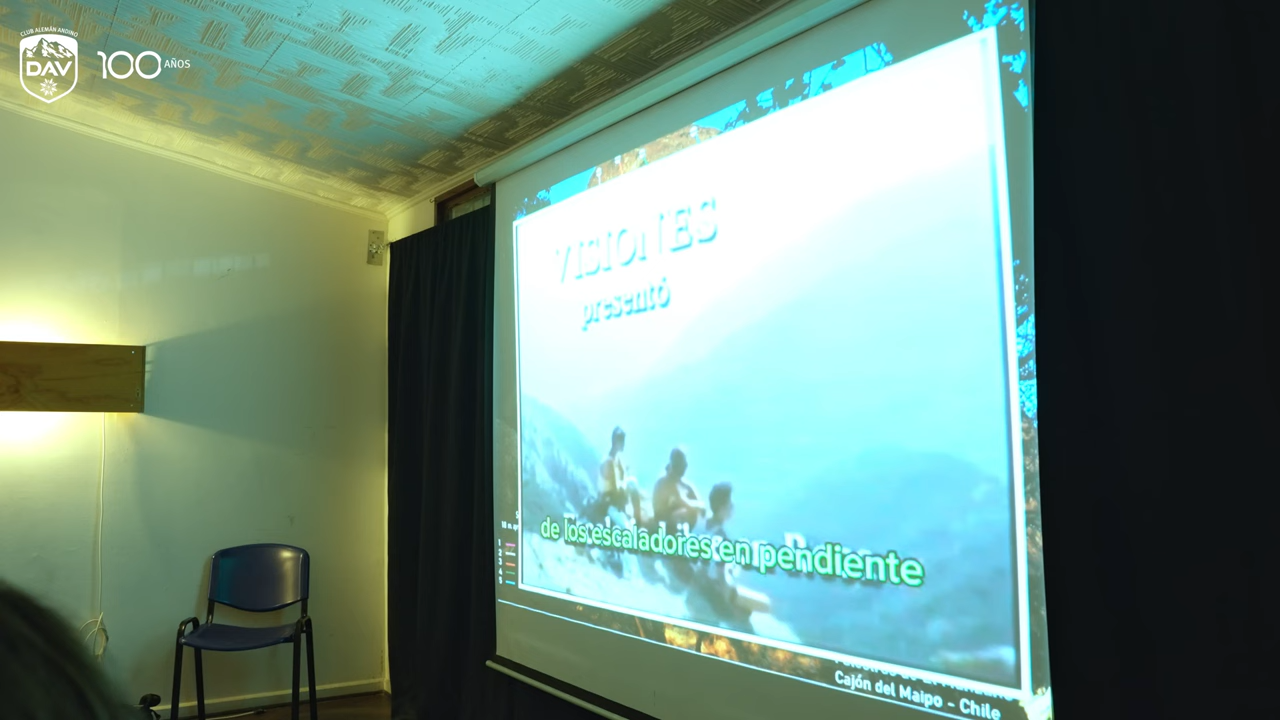 CLUB ALEMÁN ANDINO
DAV
100 AÑOS
VISIONES
presentó
de los escaladores en pendiente
Cajón del Maipo - Chile